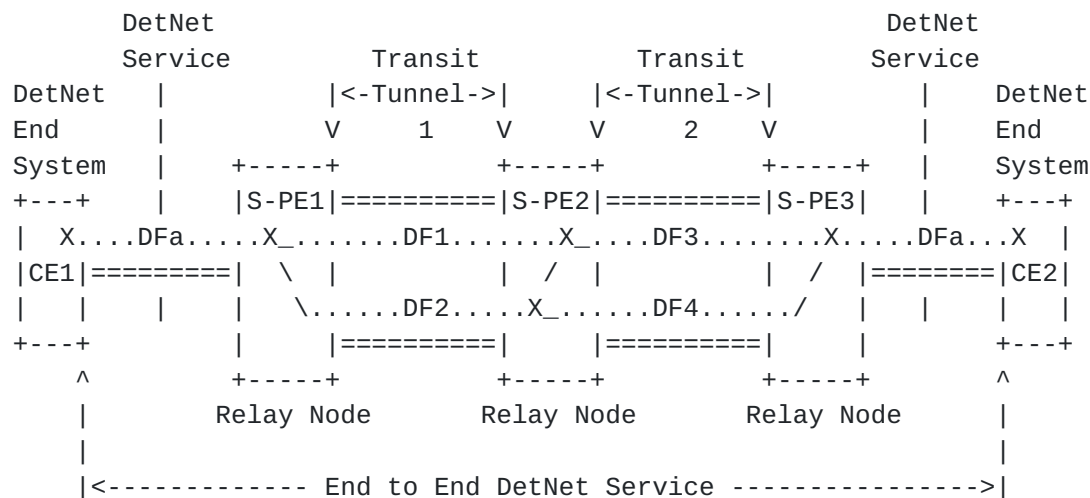 DetNet                                             DetNet
         Service         Transit          Transit         Service
  DetNet   |          |<-Tunnel->|     |<-Tunnel->|         |    DetNet
  End      |          V     1    V     V     2    V         |    End
  System   |    +-----+          +-----+          +-----+   |    System
  +---+    |    |S-PE1|==========|S-PE2|==========|S-PE3|   |    +---+
  |  X....DFa.....X_.......DF1.......X_....DF3........X.....DFa...X  |
  |CE1|=========|  \  |          |  /  |          |  /  |========|CE2|
  |   |    |    |   \......DF2.....X_......DF4....../   |   |    |   |
  +---+         |     |==========|     |==========|     |        +---+
      ^         +-----+          +-----+          +-----+        ^
      |        Relay Node       Relay Node       Relay Node      |
      |                                                          |
      |<------------- End to End DetNet Service ---------------->|